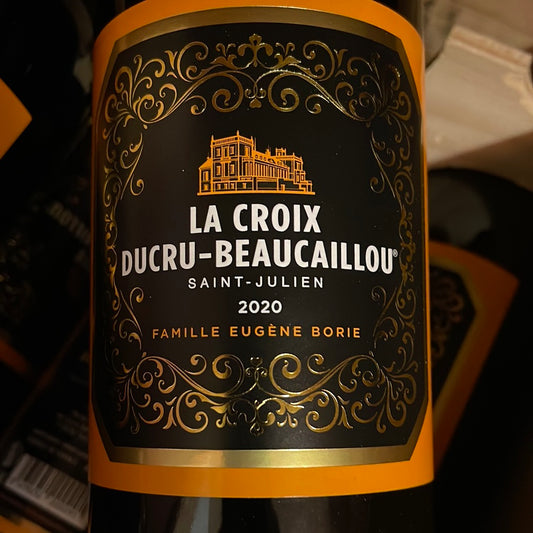 LA CROIX
DUCRU-BEAUCAILLOU®
SAINT-JULIEN
2020
FAMILLE EUGÈNE BORIE